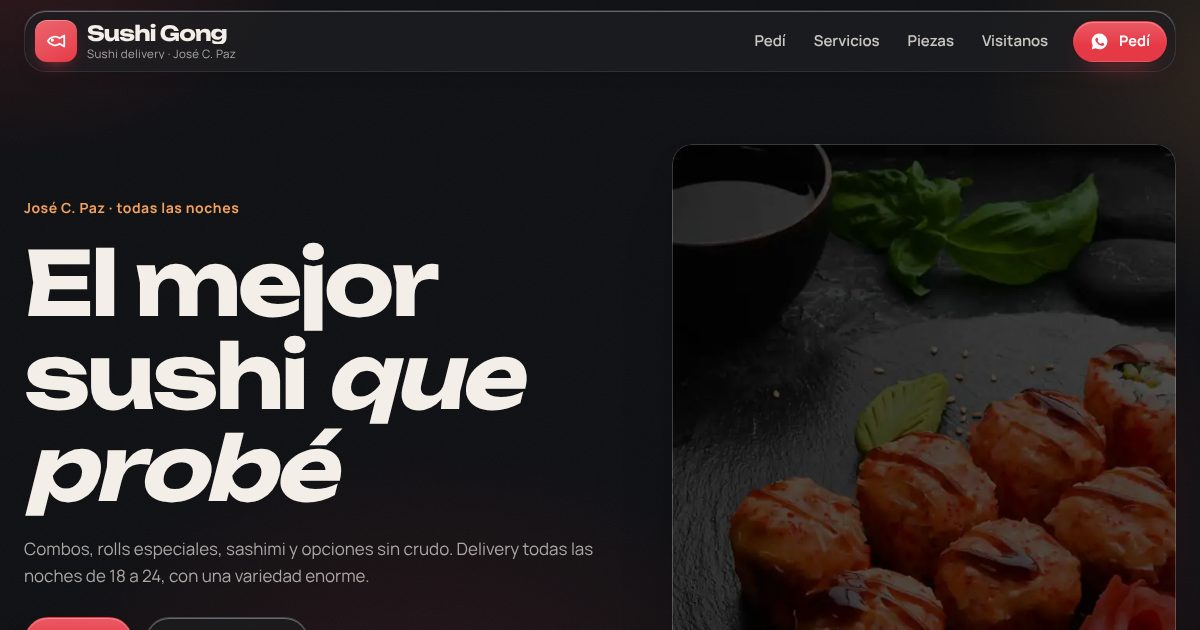 Sushi Gong
Sushi delivery · José C. Paz
Pedí
Servicios
Piezas
Visitanos
Pedí
José C. Paz · todas las noches
El mejor
sushi que
probé
Combos, rolls especiales, sashimi y opciones sin crudo. Delivery todas las
noches de 18 a 24, con una variedad enorme.